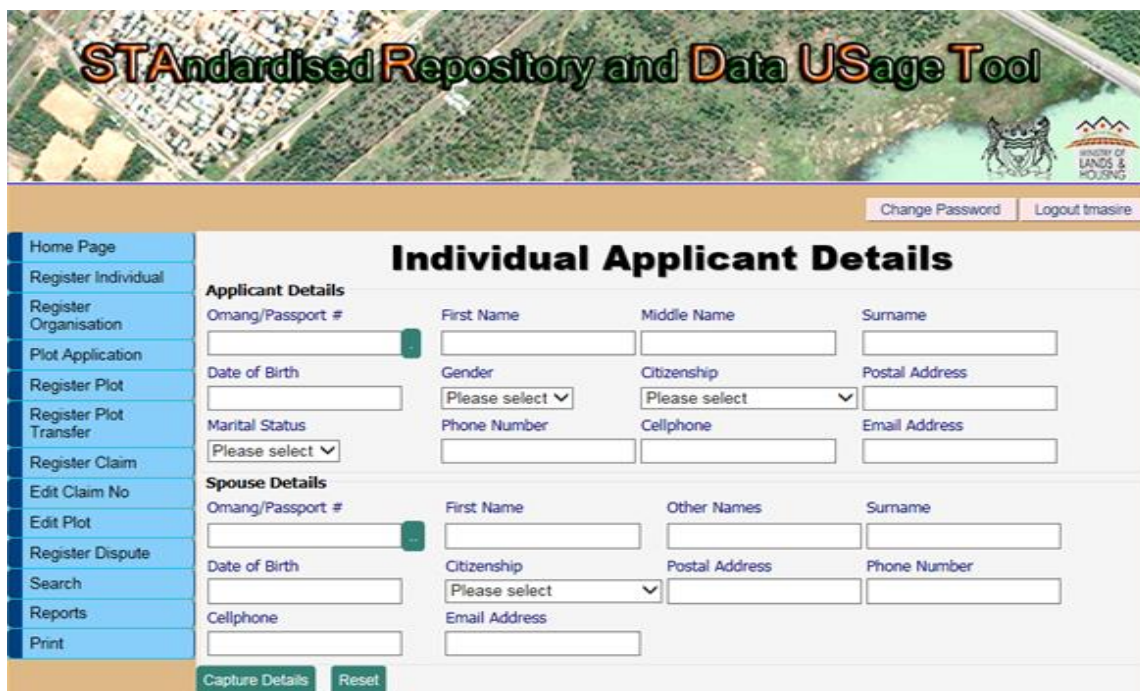 STAndardised Repository and Data USage Tool
MINISTRY OF
LANDS &
HOUSING
Change Password Logout tmasire
Home Page
Register Individual
Register
Organisation
Plot Application
Register Plot
Register Plot
Transfer
Register Claim
Edit Claim No
Edit Plot
Register Dispute
Search
Reports
Print
Individual Applicant Details
Applicant Details
Omang/Passport # First Name Middle Name Surname
.
Date of Birth Gender Citizenship Postal Address
Please select Please select
Marital Status Phone Number Cellphone Email Address
Please select
Spouse Details
Omang/Passport # First Name Other Names Surname
..
Date of Birth Citizenship Postal Address Phone Number
Please select
Cellphone Email Address
Capture Details Reset